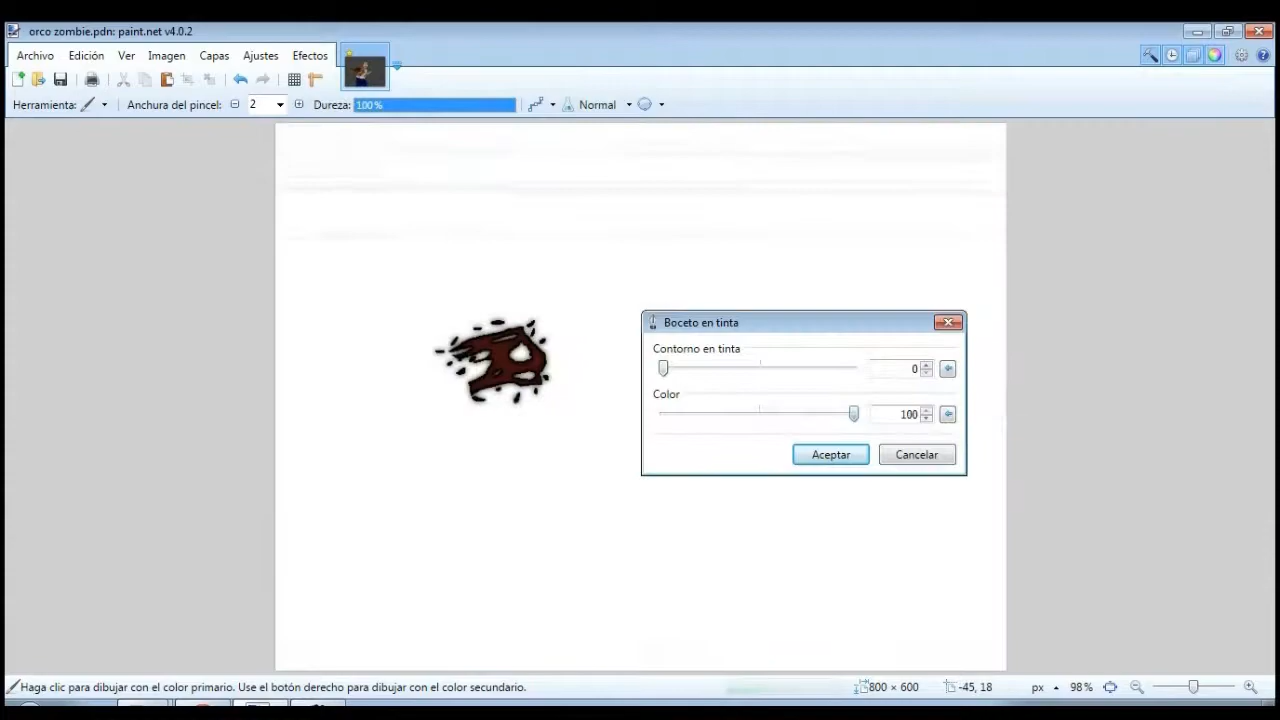 orco zombie.pdn: paint.net v4.0.2
Archivo Edición Ver Imagen Capas Ajustes Efectos
Herramienta: Anchura del pincel: 2 Dureza: 100% Normal
Boceto en tinta
Contorno en tinta
0
Color
100
Aceptar Cancelar
Haga clic para dibujar con el color primario. Use el botón derecho para dibujar con el color secundario. 800 × 600 -45, 18 px 98%